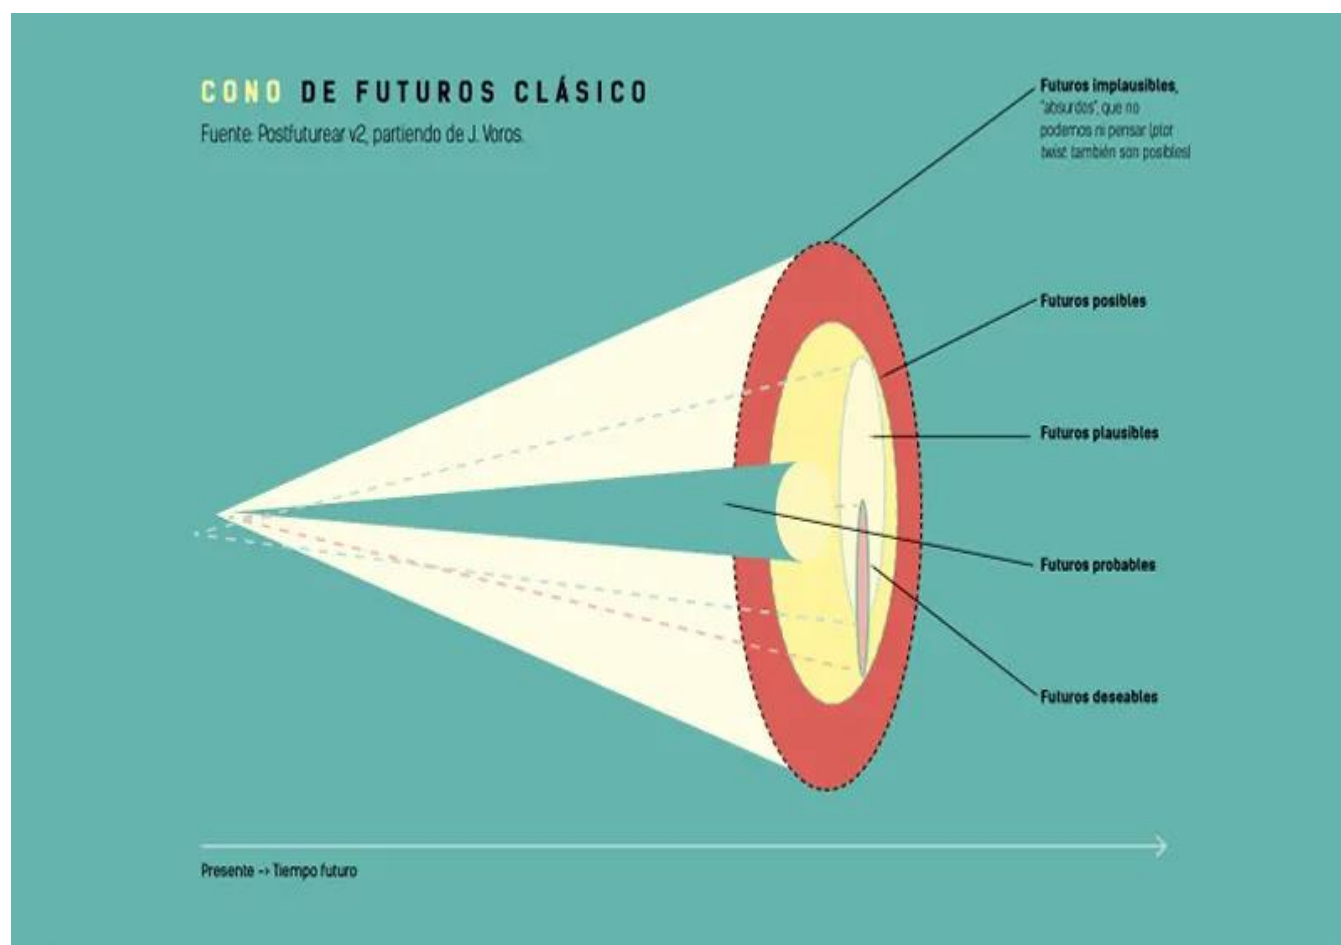 CONO DE FUTUROS CLÁSICO
Fuente: Postfuturear v2, partiendo de J. Voros.
Futuros implausibles,
"absurdos", que no
podemos ni pensar (plot
twist: también son posibles)
Futuros posibles
Futuros plausibles
Futuros probables
Futuros deseables
Presente -> Tiempo futuro